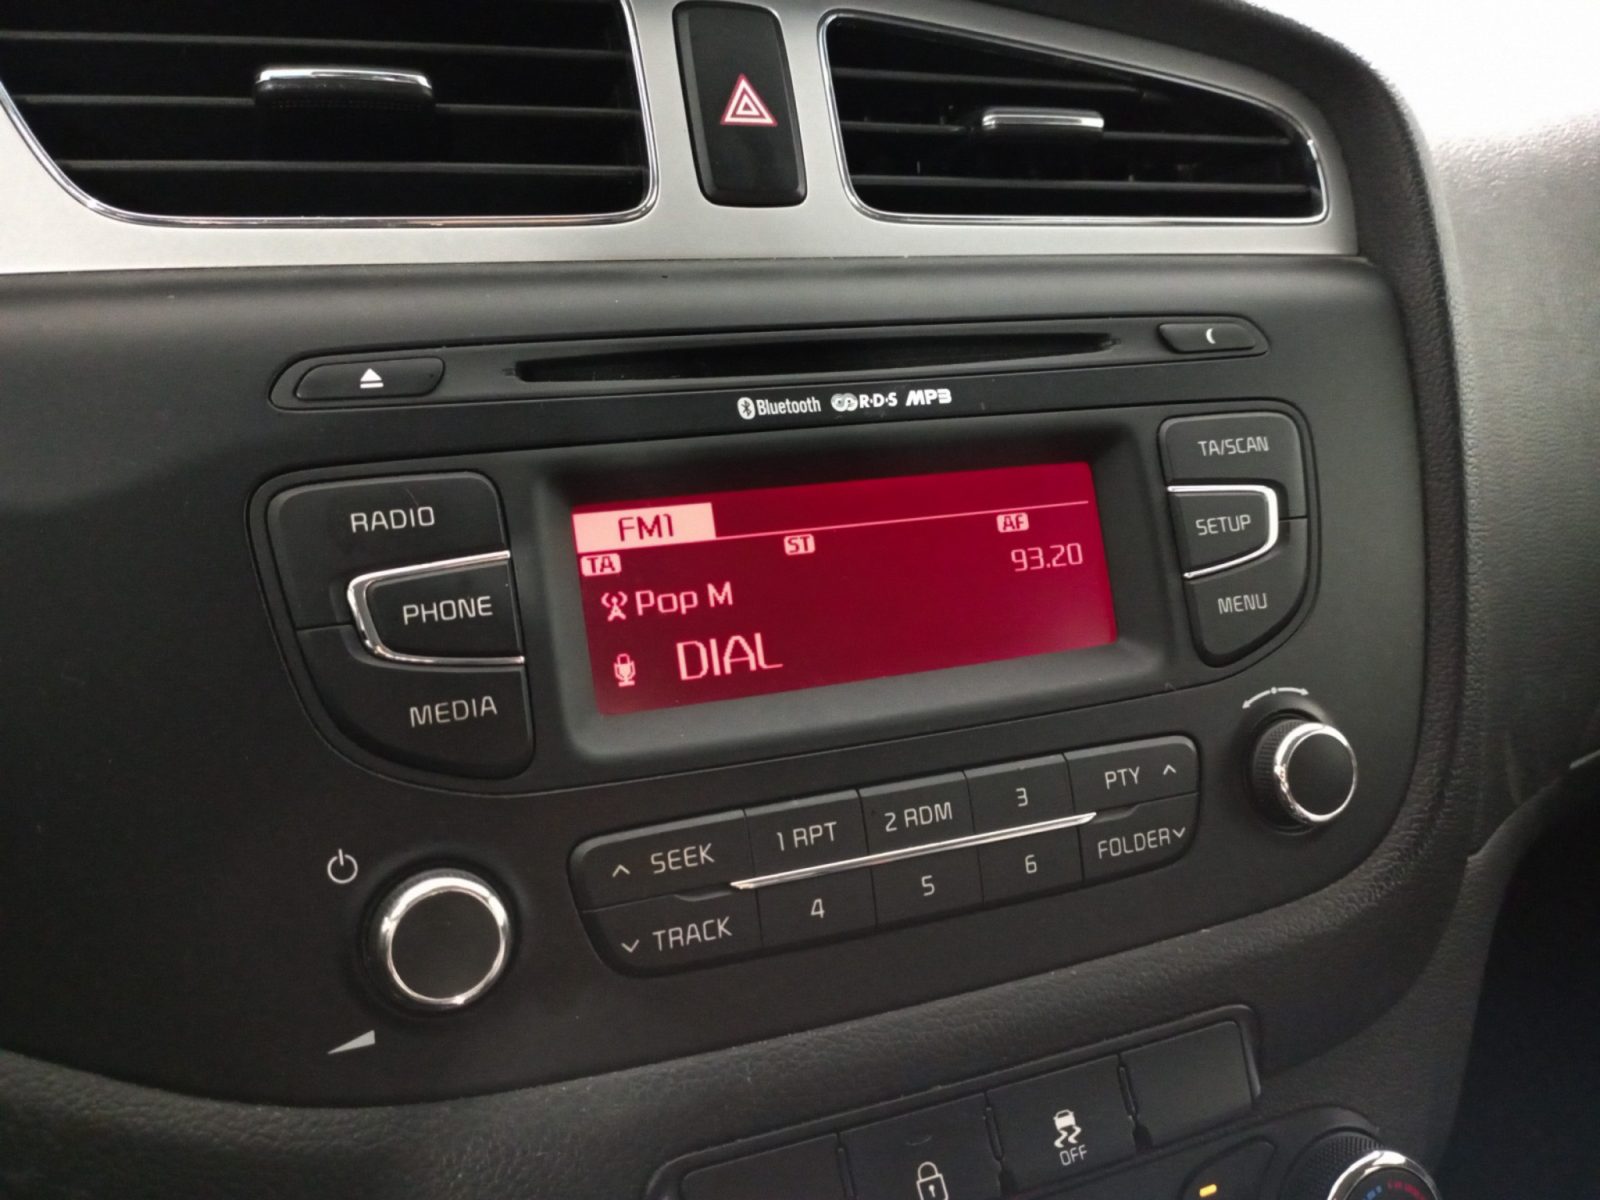 Bluetooth R·D·S MP3
TA/SCAN
RADIO
SETUP
PHONE
MENU
MEDIA
FM1
TA ST AF
93.20
Pop M
DIAL
SEEK 1 RPT 2 RDM 3 PTY
TRACK 4 5 6 FOLDER
OFF